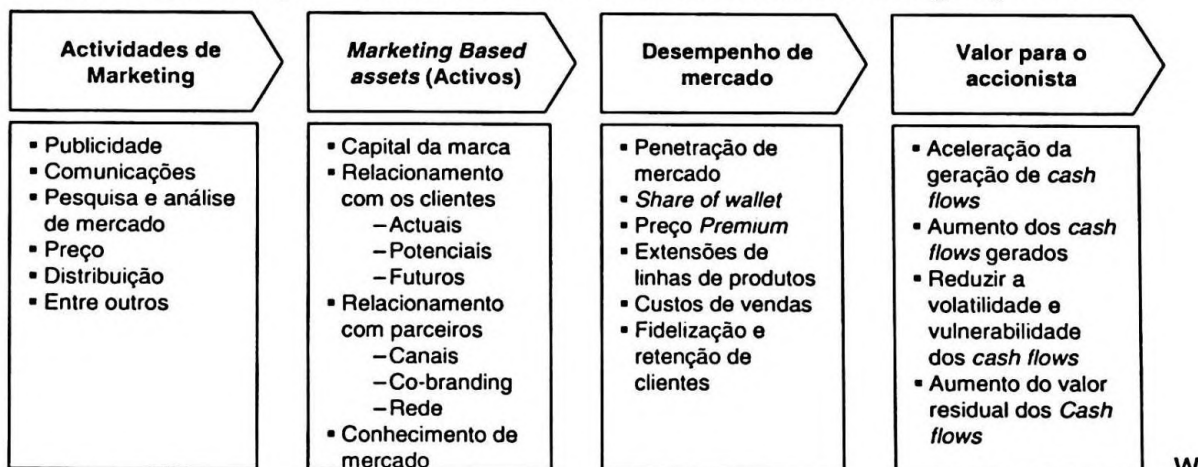 Actividades de
Marketing
Marketing Based
assets (Activos)
Desempenho de
mercado
Valor para o
accionista
▪ Publicidade
▪ Comunicações
▪ Pesquisa e análise
de mercado
▪ Preço
▪ Distribuição
▪ Entre outros
▪ Capital da marca
▪ Relacionamento
com os clientes
–Actuais
–Potenciais
–Futuros
▪ Relacionamento
com parceiros
–Canais
–Co-branding
–Rede
▪ Conhecimento de
mercado
▪ Penetração de
mercado
▪ Share of wallet
▪ Preço Premium
▪ Extensões de
linhas de produtos
▪ Custos de vendas
▪ Fidelização e
retenção de
clientes
▪ Aceleração da
geração de cash
flows
▪ Aumento dos cash
flows gerados
▪ Reduzir a
volatilidade e
vulnerabilidade
dos cash flows
▪ Aumento do valor
residual dos Cash
flows